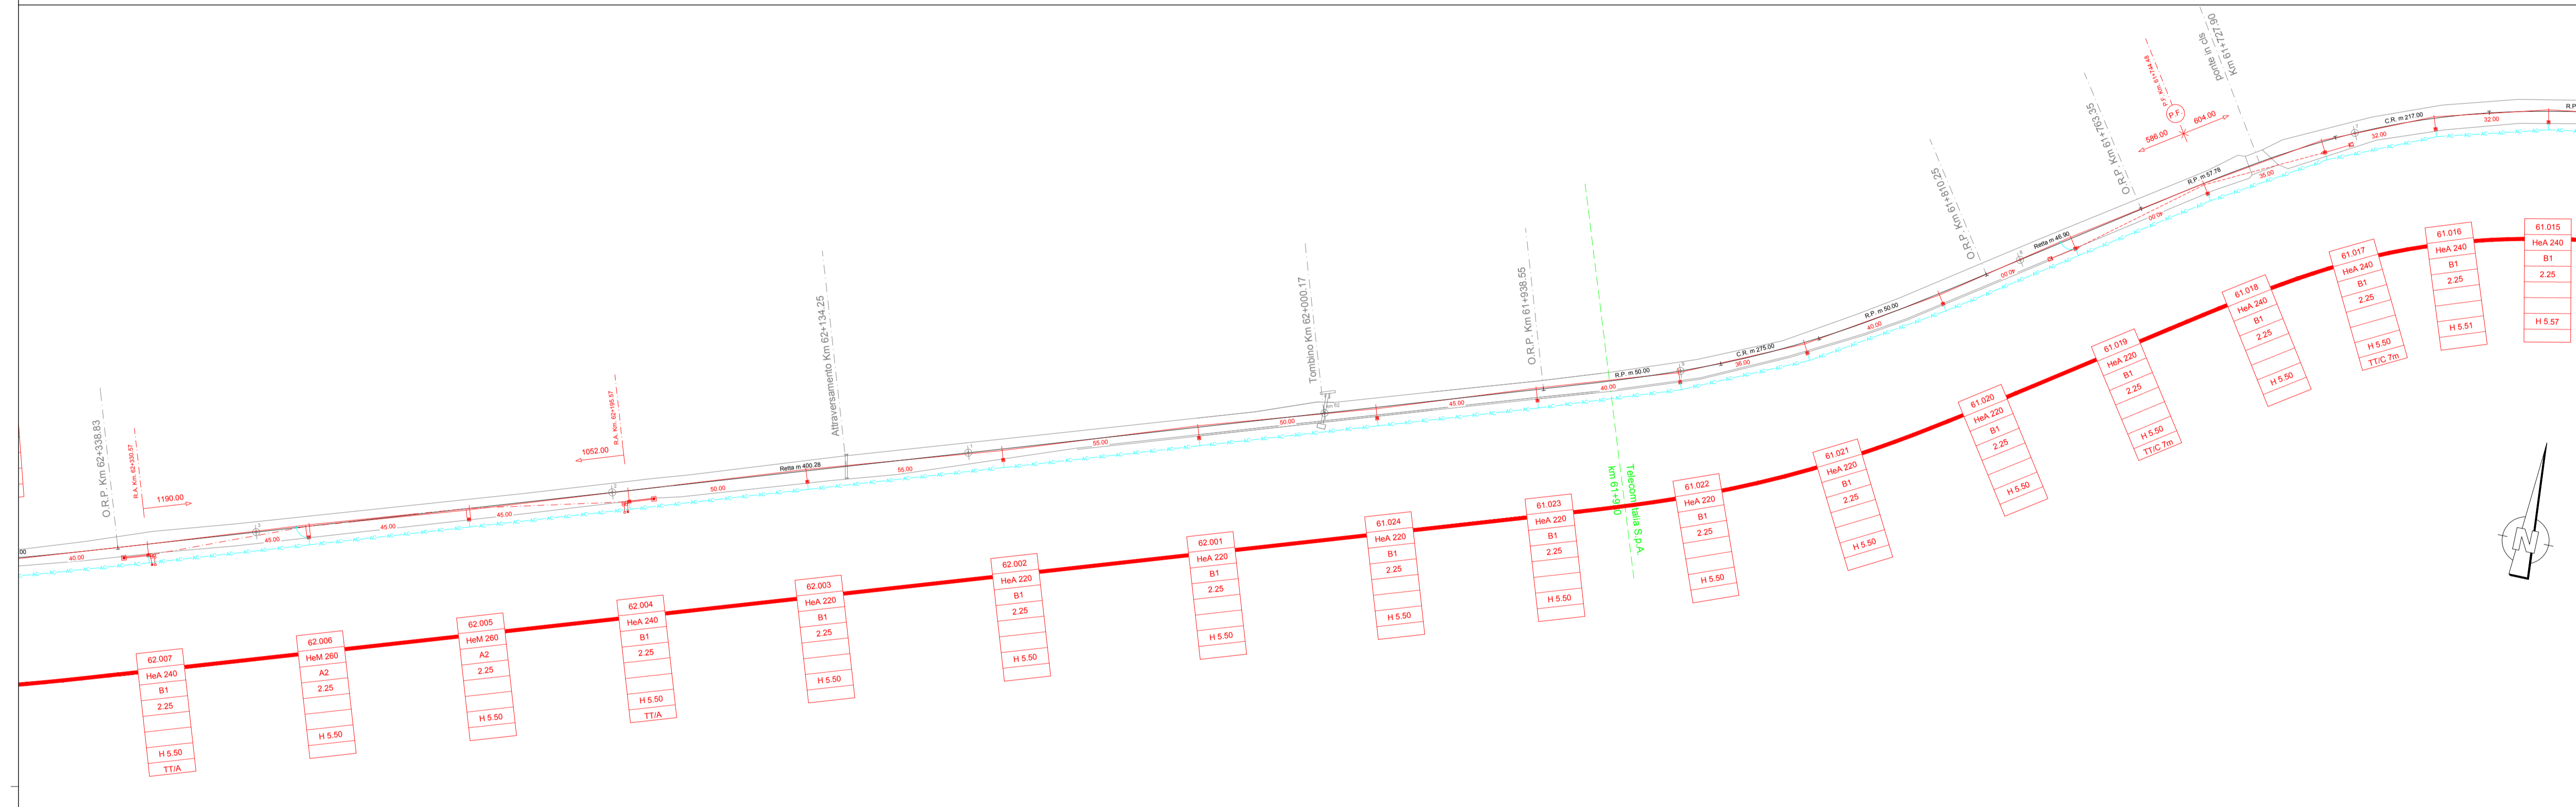 O.R.P. Km 62+338.83
R.A. Km. 62+330.57
1190.00
1052.00
R.A. Km. 62+195.57
Attraversamento Km 62+134.25
Tombino Km 62+000.17
O.R.P. Km 61+938.55
Telecom Italia S.p.A.
O.R.P. Km 61+810.25
O.R.P. Km 61+763.35
P.F. Km 61+744.48
P.F.
586.00
604.00
ponte in cls
Km 61+727.90
40.00
45.00
45.00
45.00
50.00
Retta m 400.28
55.00
55.00
50.00
km 62
45.00
R.P. m 50.00
40.00
C.R. m 275.00
36.00
R.P. m 50.00
40.00
Retta m 46.90
40.00
40.00
R.P. m 57.78
35.00
C.R. m 217.00
32.00
32.00
62.007
HeA 240
B1
2.25
H 5.50
TT/A
62.006
HeM 260
A2
2.25
H 5.50
62.005
HeM 260
A2
2.25
H 5.50
62.004
HeA 240
B1
2.25
H 5.50
TT/A
62.003
HeA 220
B1
2.25
H 5.50
62.002
HeA 220
B1
2.25
H 5.50
62.001
HeA 220
B1
2.25
H 5.50
61.024
HeA 220
B1
2.25
H 5.50
61.023
HeA 220
B1
2.25
H 5.50
61.022
HeA 220
B1
2.25
H 5.50
61.021
HeA 220
B1
2.25
H 5.50
61.020
HeA 220
B1
2.25
H 5.50
61.019
HeA 220
B1
2.25
H 5.50
TT/C 7m
61.018
HeA 240
B1
2.25
H 5.50
61.017
HeA 240
B1
2.25
H 5.50
TT/C 7m
61.016
HeA 240
B1
2.25
H 5.51
61.015
HeA 240
B1
2.25
H 5.57
N